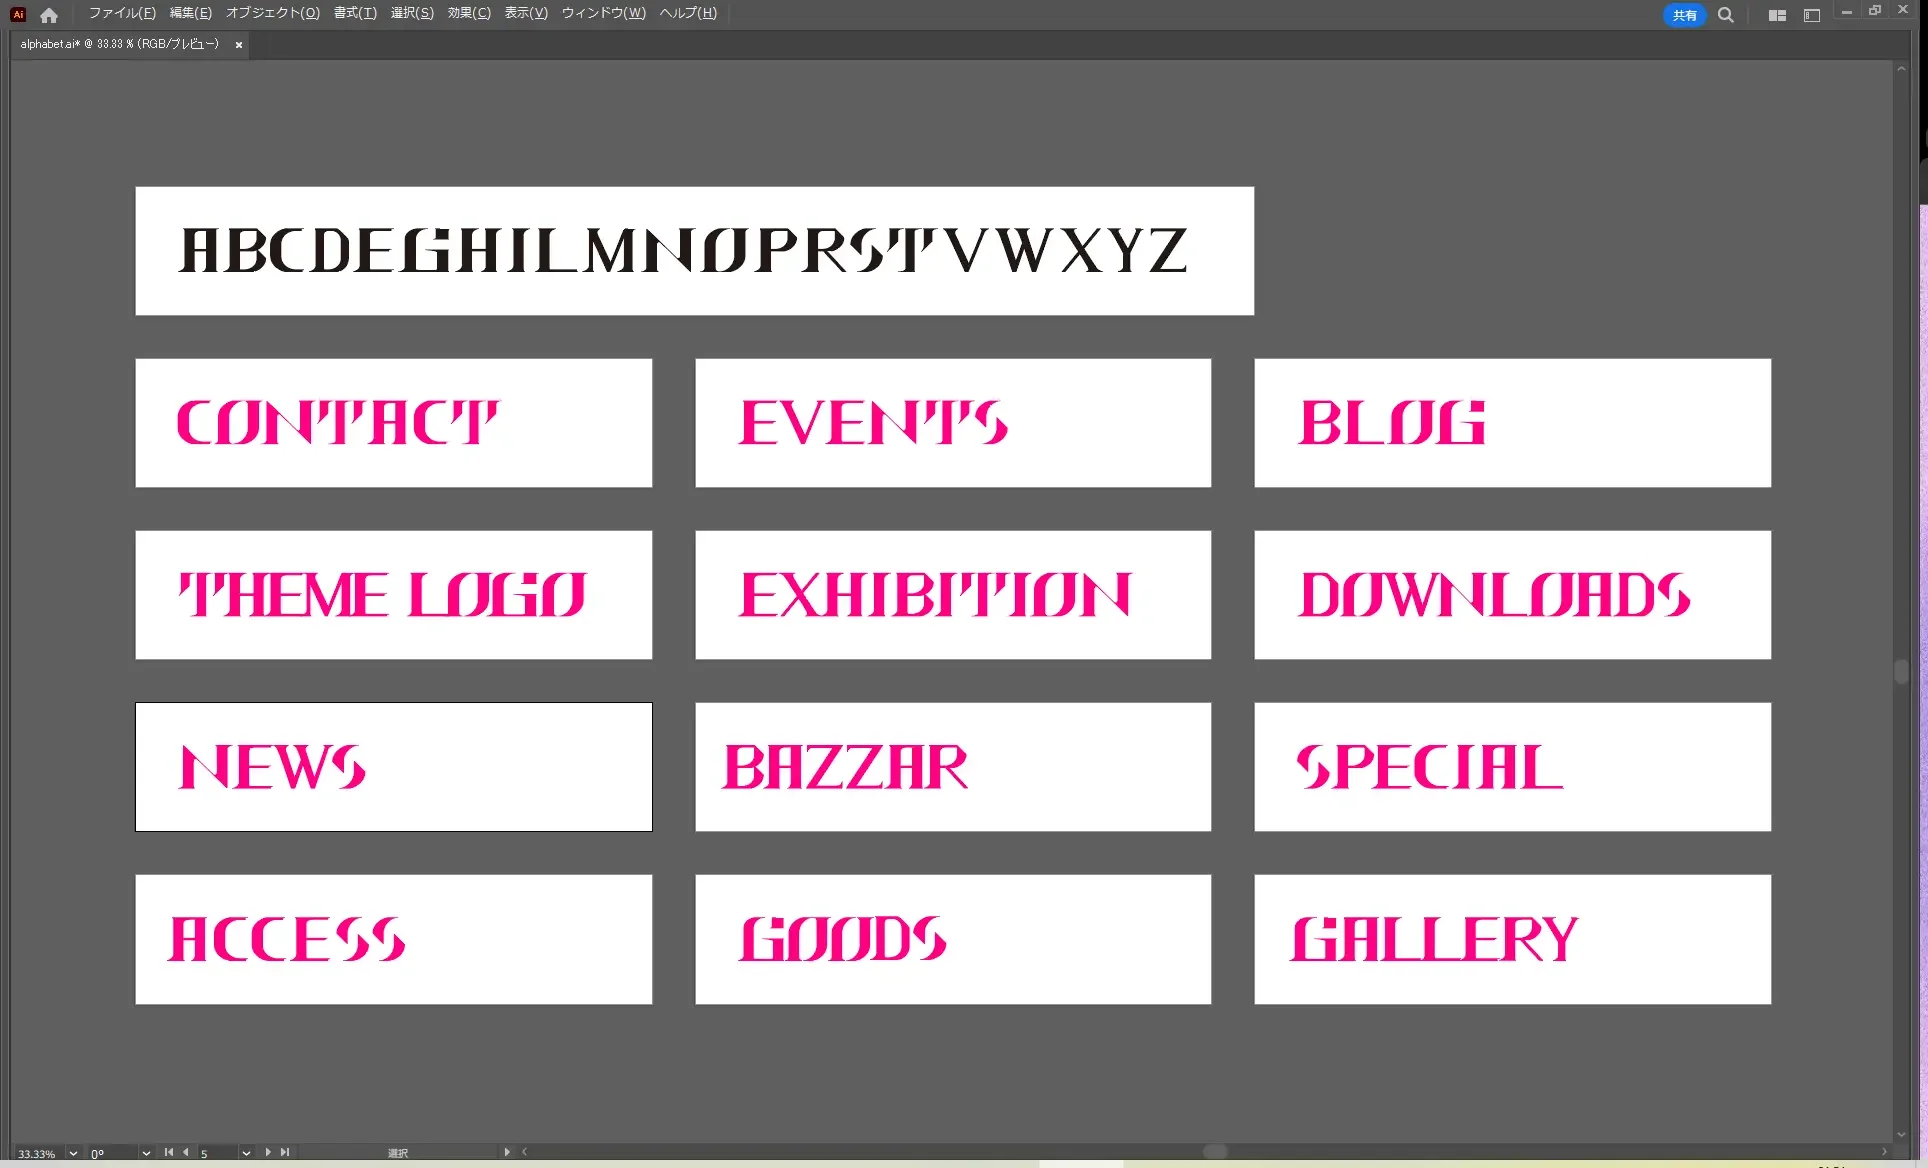 ファイル(F) 編集(E) オブジェクト(O) 書式(T) 選択(S) 効果(C) 表示(V) ウィンドウ(W) ヘルプ(H) 共有
alphabet.ai* @ 33.33 % (RGB/プレビュー)
ABCDEGHILMNOPRSTVWXYZ
CONTACT EVENTS BLOG
THEME LOGO EXHIBITION DOWNLOADS
NEWS BAZZAR SPECIAL
ACCESS GOODS GALLERY
33.33% 0° 5 選択